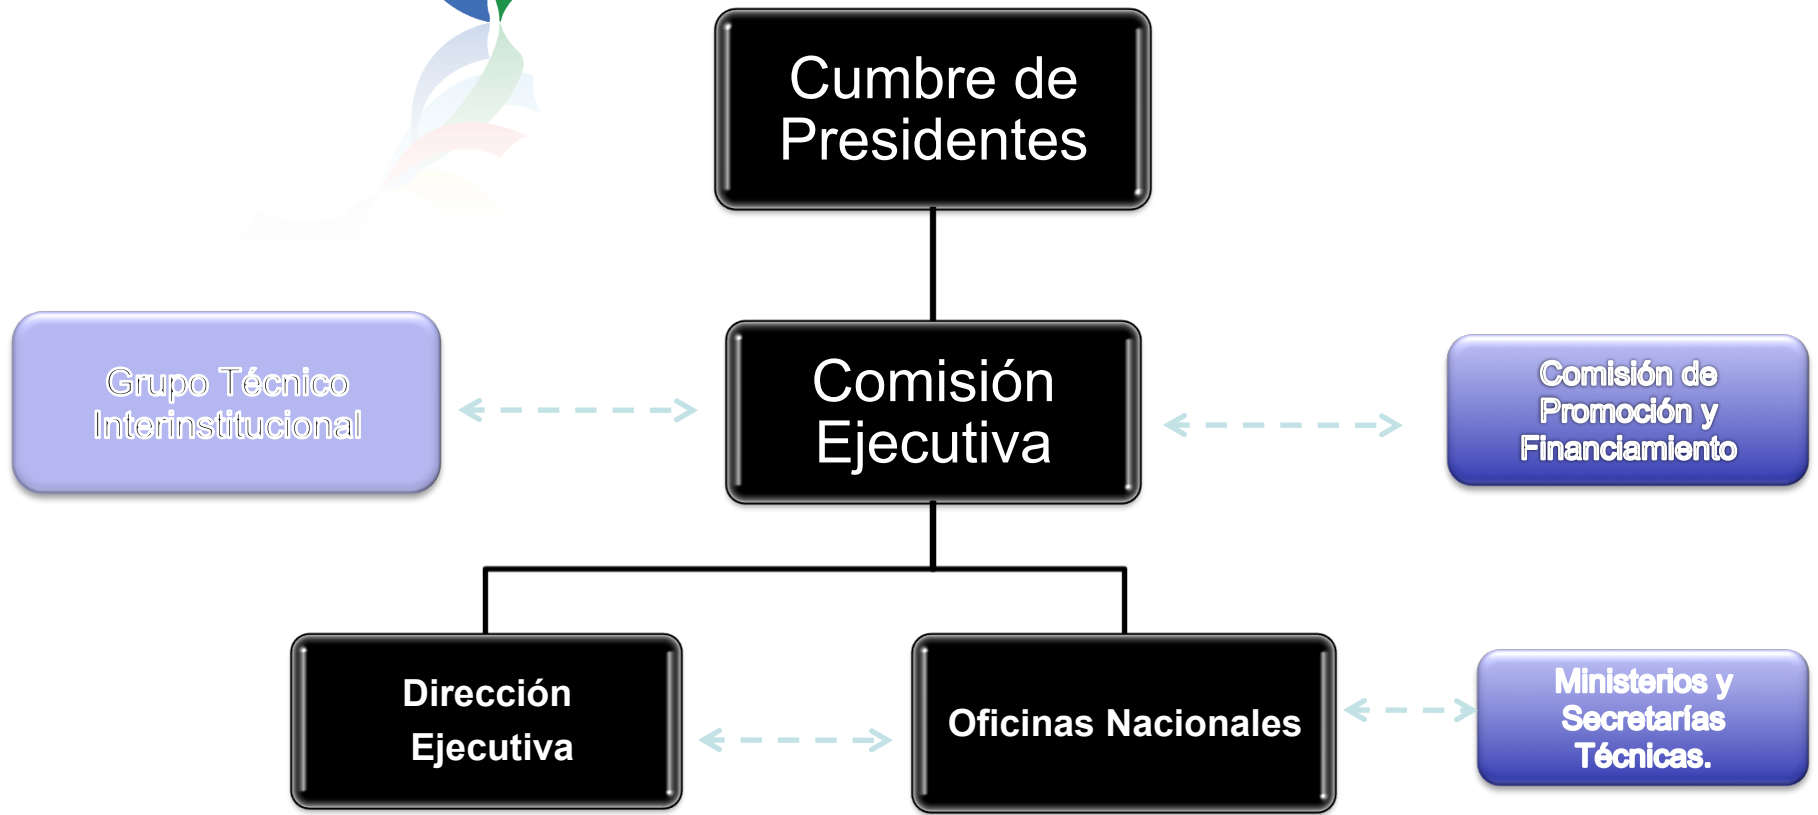 Cumbre de
Presidentes
Grupo Técnico
Interinstitucional
Comisión
Ejecutiva
Comisión de
Promoción y
Financiamiento
Dirección
Ejecutiva
Oficinas Nacionales
Ministerios y
Secretarías
Técnicas.